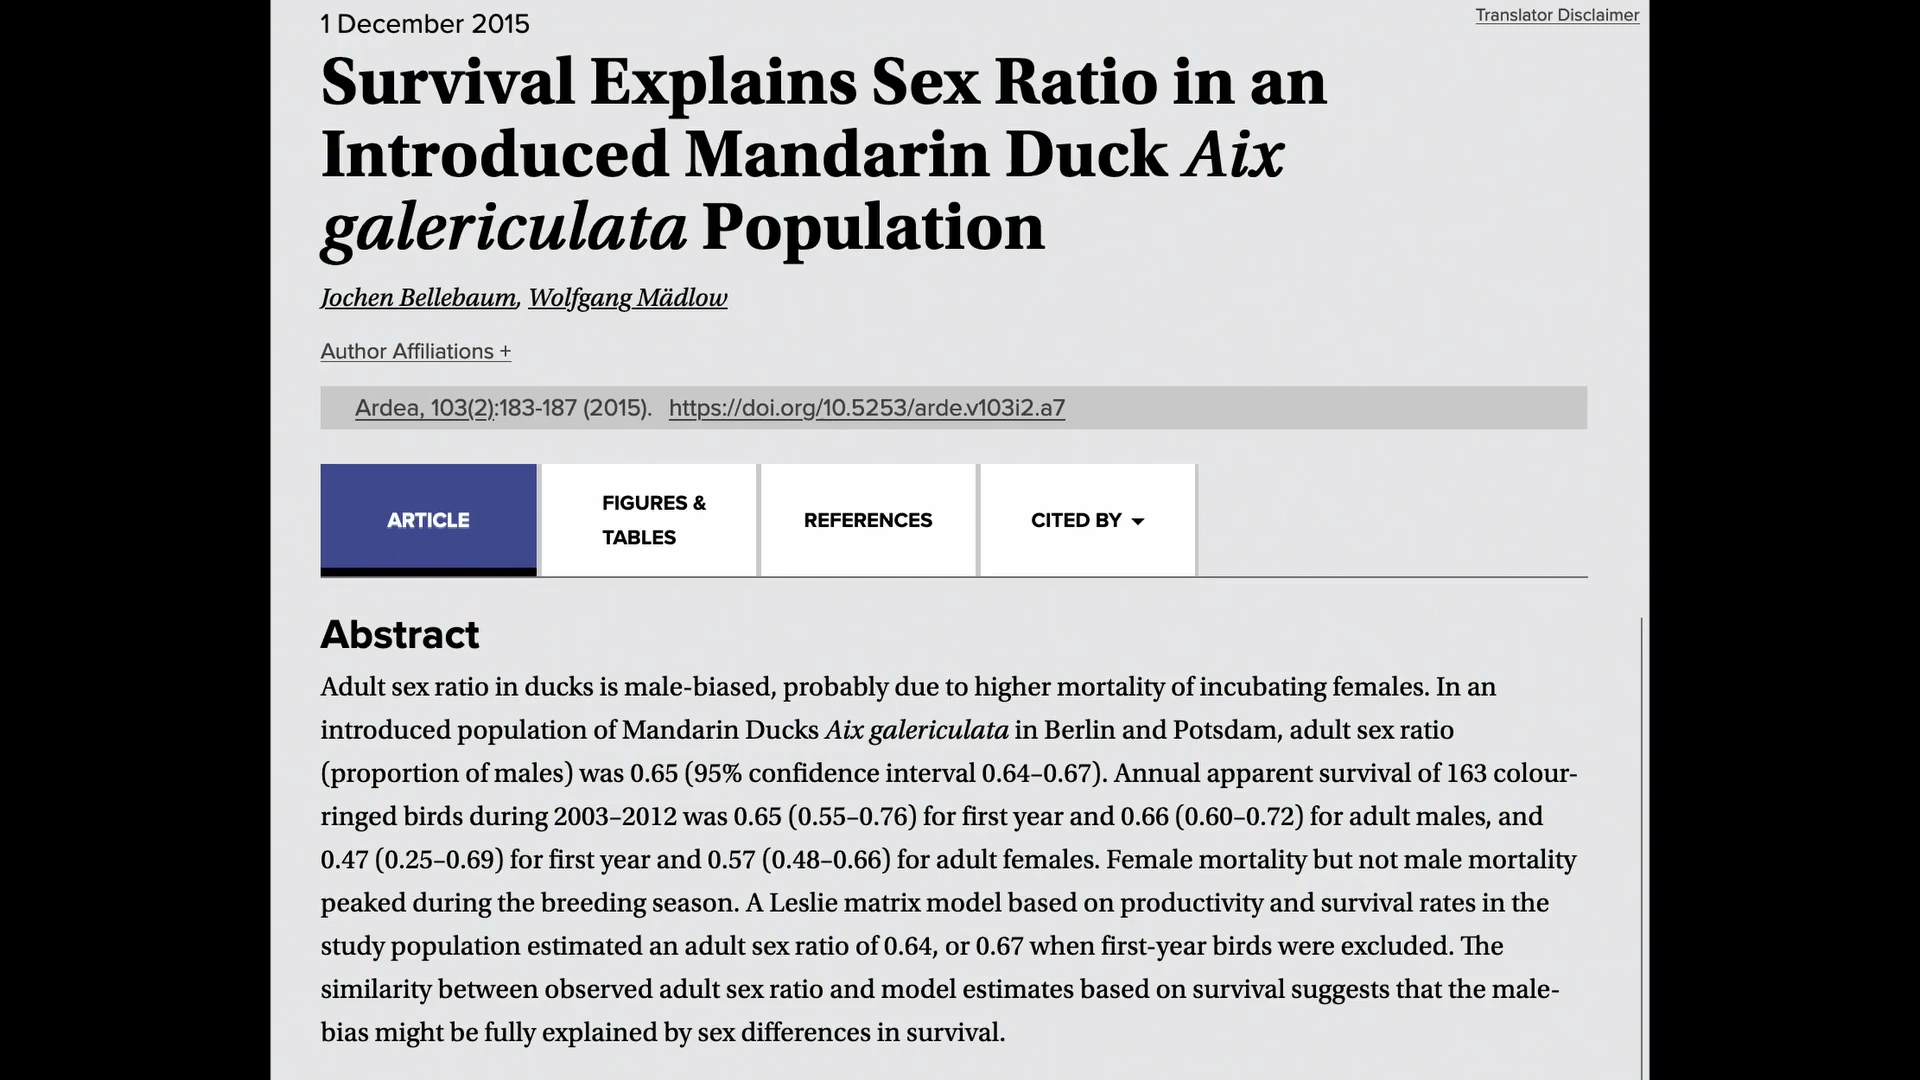 1 December 2015
Translator Disclaimer
Survival Explains Sex Ratio in an
Introduced Mandarin Duck Aix
galericulata Population
Jochen Bellebaum, Wolfgang Mädlow
Author Affiliations +
Ardea, 103(2):183-187 (2015). https://doi.org/10.5253/arde.v103i2.a7
ARTICLE
FIGURES &
TABLES
REFERENCES
CITED BY
Abstract
Adult sex ratio in ducks is male-biased, probably due to higher mortality of incubating females. In an
introduced population of Mandarin Ducks Aix galericulata in Berlin and Potsdam, adult sex ratio
(proportion of males) was 0.65 (95% confidence interval 0.64–0.67). Annual apparent survival of 163 colour-
ringed birds during 2003–2012 was 0.65 (0.55–0.76) for first year and 0.66 (0.60–0.72) for adult males, and
0.47 (0.25–0.69) for first year and 0.57 (0.48–0.66) for adult females. Female mortality but not male mortality
peaked during the breeding season. A Leslie matrix model based on productivity and survival rates in the
study population estimated an adult sex ratio of 0.64, or 0.67 when first-year birds were excluded. The
similarity between observed adult sex ratio and model estimates based on survival suggests that the male-
bias might be fully explained by sex differences in survival.